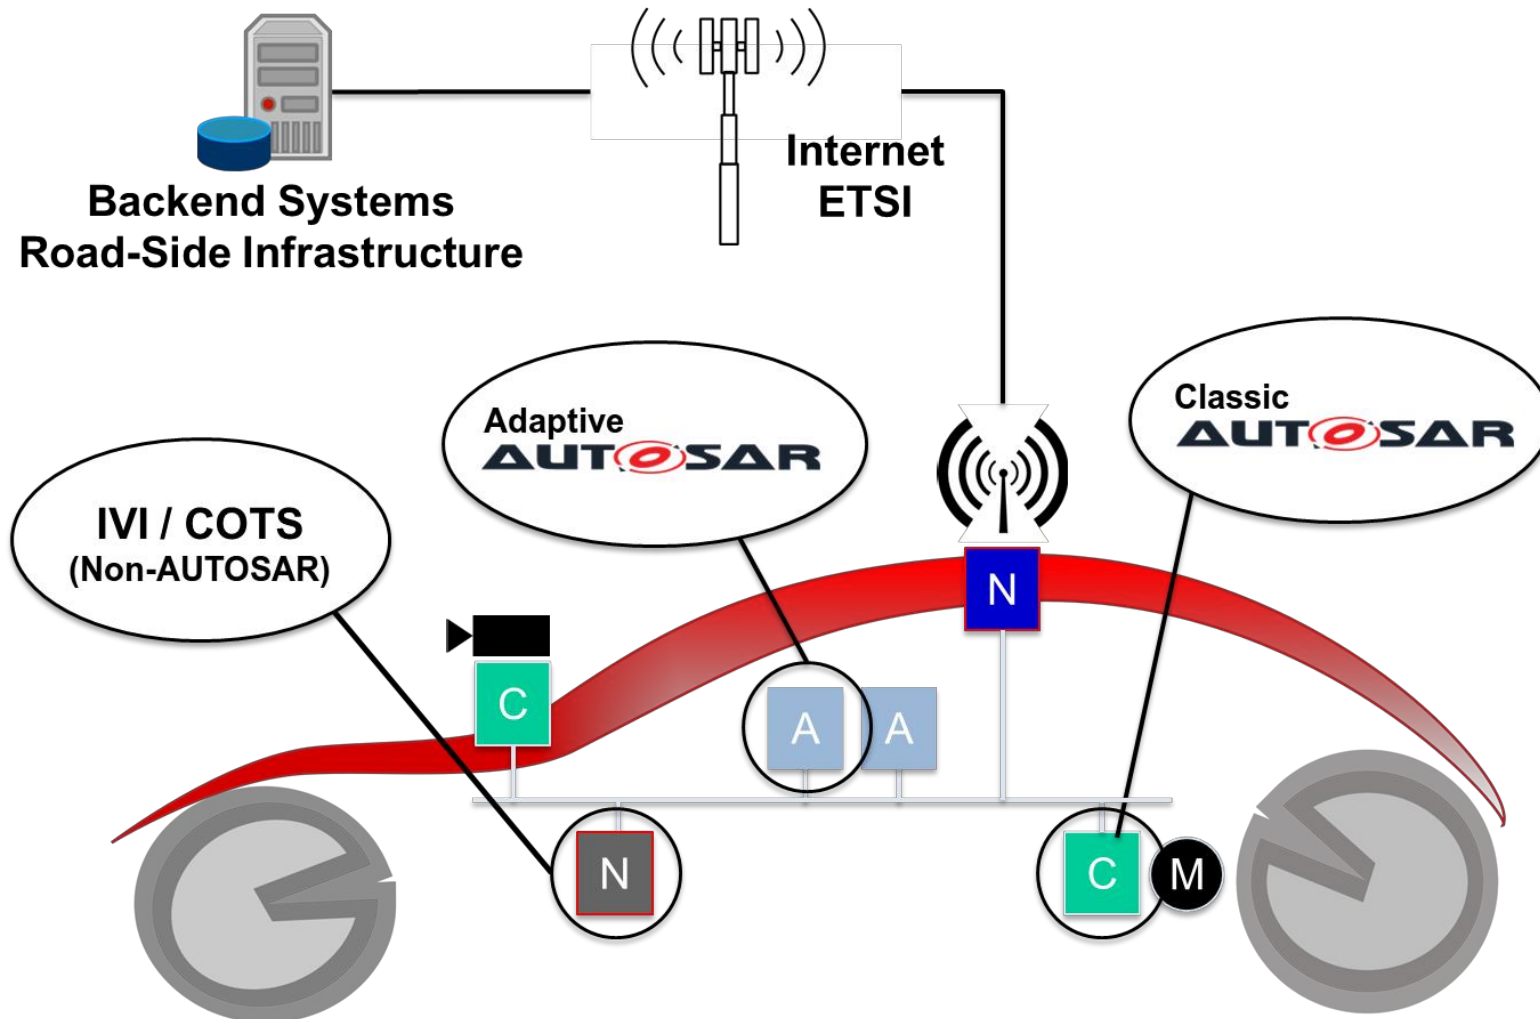 Internet
ETSI
Backend Systems
Road-Side Infrastructure
Adaptive
AUTOSAR
Classic
AUTOSAR
IVI / COTS
(Non-AUTOSAR)
N
C
A
A
N
C
M